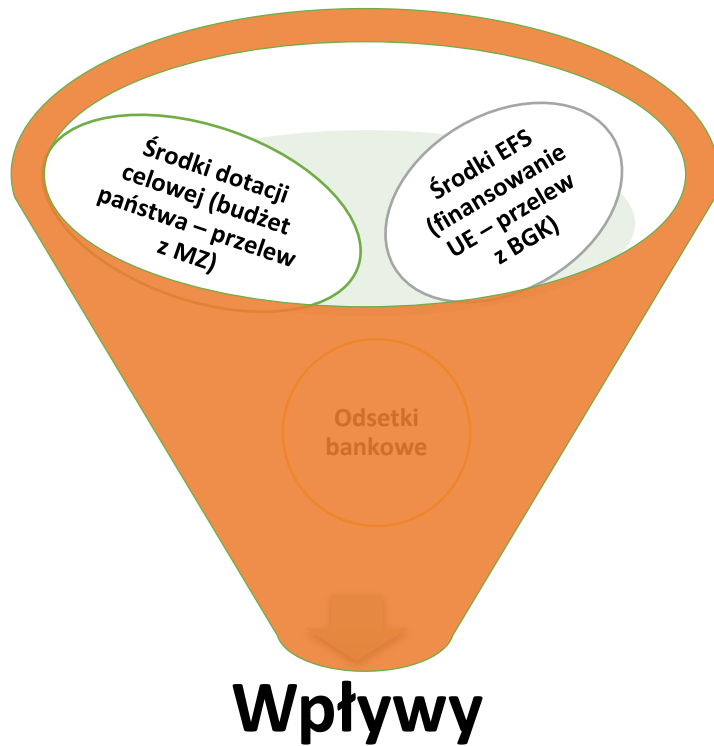 Środki dotacji
celowej (budżet
państwa – przelew
z MZ)
Środki EFS
(finansowanie
UE – przelew
z BGK)
Odsetki
bankowe
Wpływy